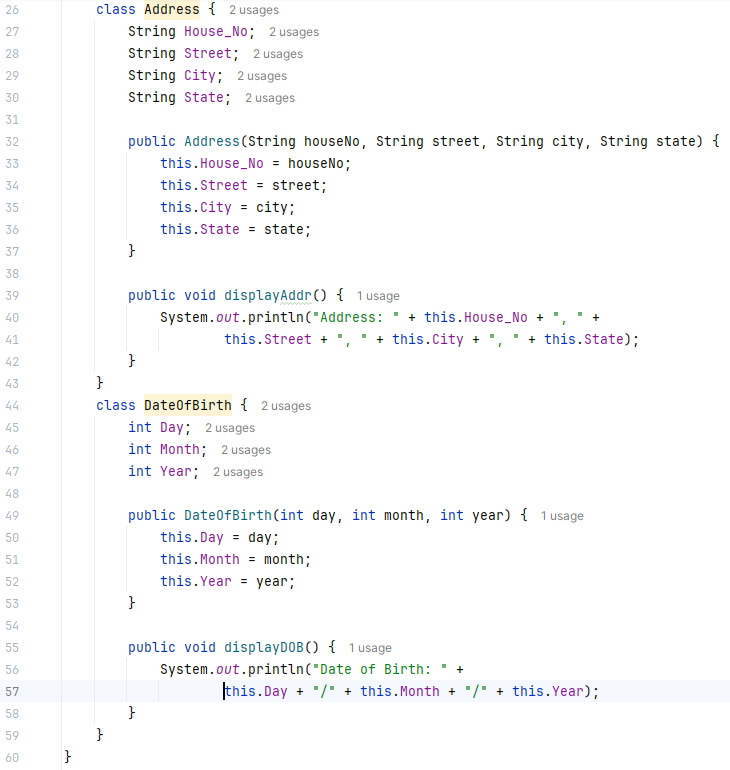 26 class Address { 2 usages
27 String House_No; 2 usages
28 String Street; 2 usages
29 String City; 2 usages
30 String State; 2 usages
31
32 public Address(String houseNo, String street, String city, String state) {
33 this.House_No = houseNo;
34 this.Street = street;
35 this.City = city;
36 this.State = state;
37 }
38
39 public void displayAddr() { 1 usage
40 System.out.println("Address: " + this.House_No + ", " +
41 this.Street + ", " + this.City + ", " + this.State);
42 }
43 }
44 class DateOfBirth { 2 usages
45 int Day; 2 usages
46 int Month; 2 usages
47 int Year; 2 usages
48
49 public DateOfBirth(int day, int month, int year) { 1 usage
50 this.Day = day;
51 this.Month = month;
52 this.Year = year;
53 }
54
55 public void displayDOB() { 1 usage
56 System.out.println("Date of Birth: " +
57 this.Day + "/" + this.Month + "/" + this.Year);
58 }
59 }
60 }